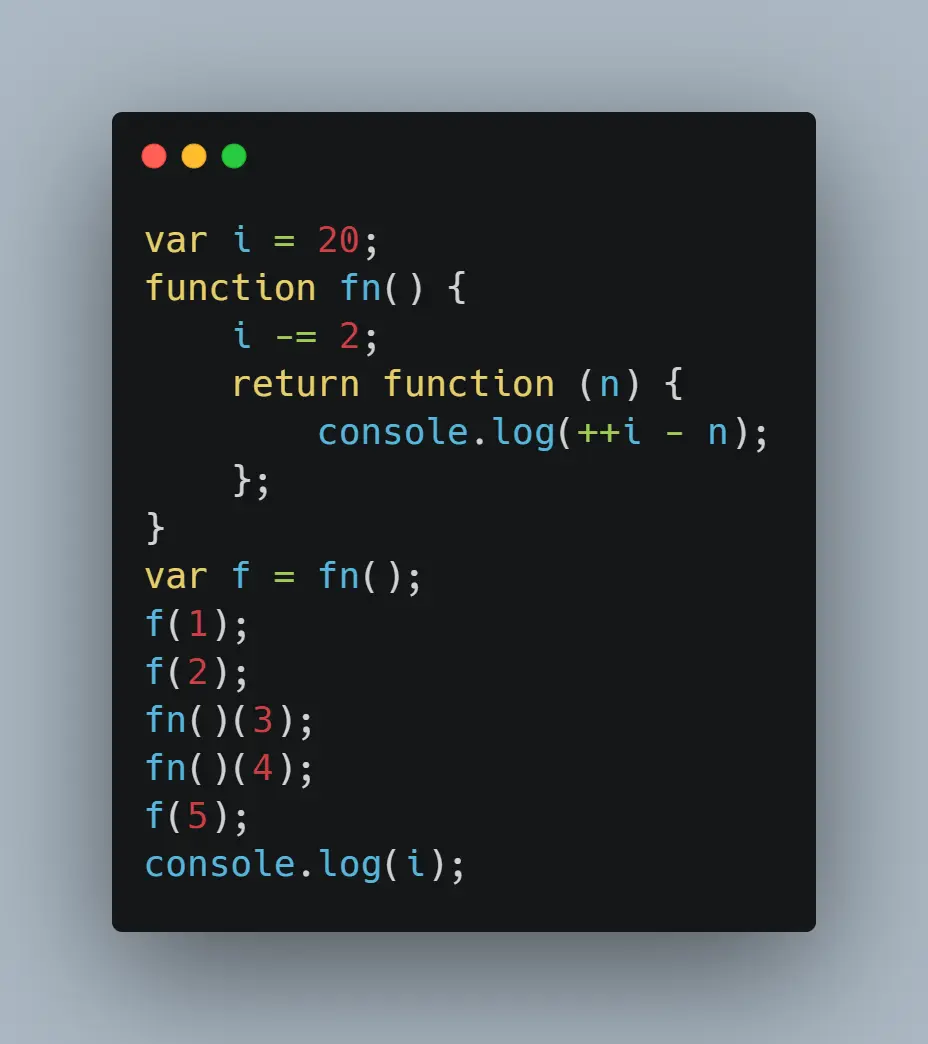 var i = 20;
function fn() {
    i -= 2;
    return function (n) {
        console.log(++i - n);
    };
}
var f = fn();
f(1);
f(2);
fn()(3);
fn()(4);
f(5);
console.log(i);